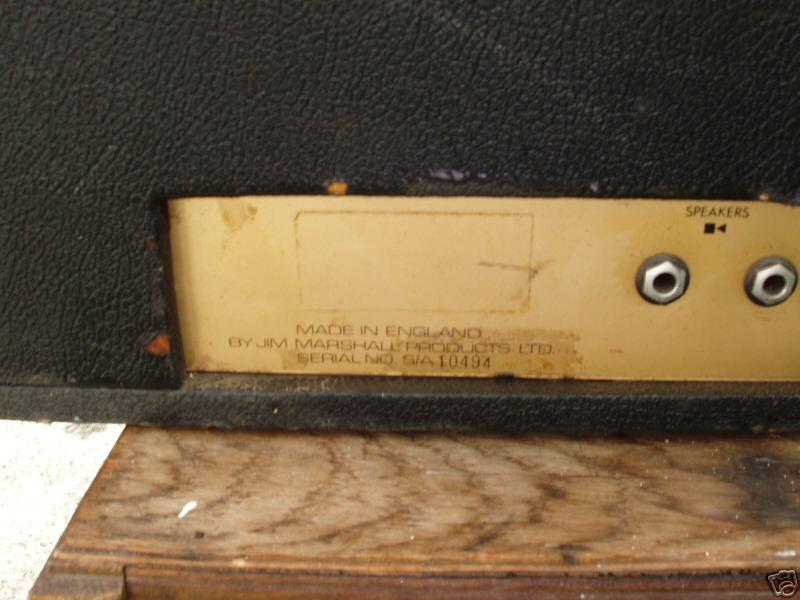 SPEAKERS
MADE IN ENGLAND
BY JIM MARSHALL PRODUCTS LTD.
SERIAL NO. S/A 10494